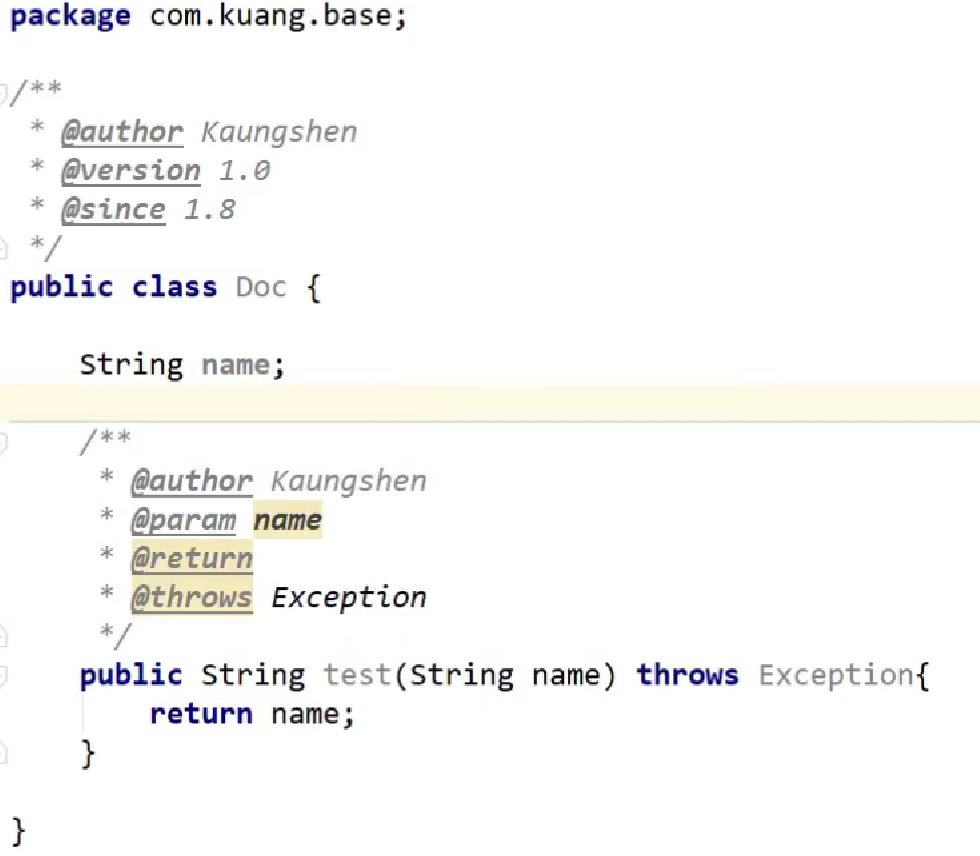 package com.kuang.base;
/**
 * @author Kaungshen
 * @version 1.0
 * @since 1.8
 */
public class Doc {
    String name;
    /**
     * @author Kaungshen
     * @param name
     * @return
     * @throws Exception
     */
    public String test(String name) throws Exception{
        return name;
    }
}